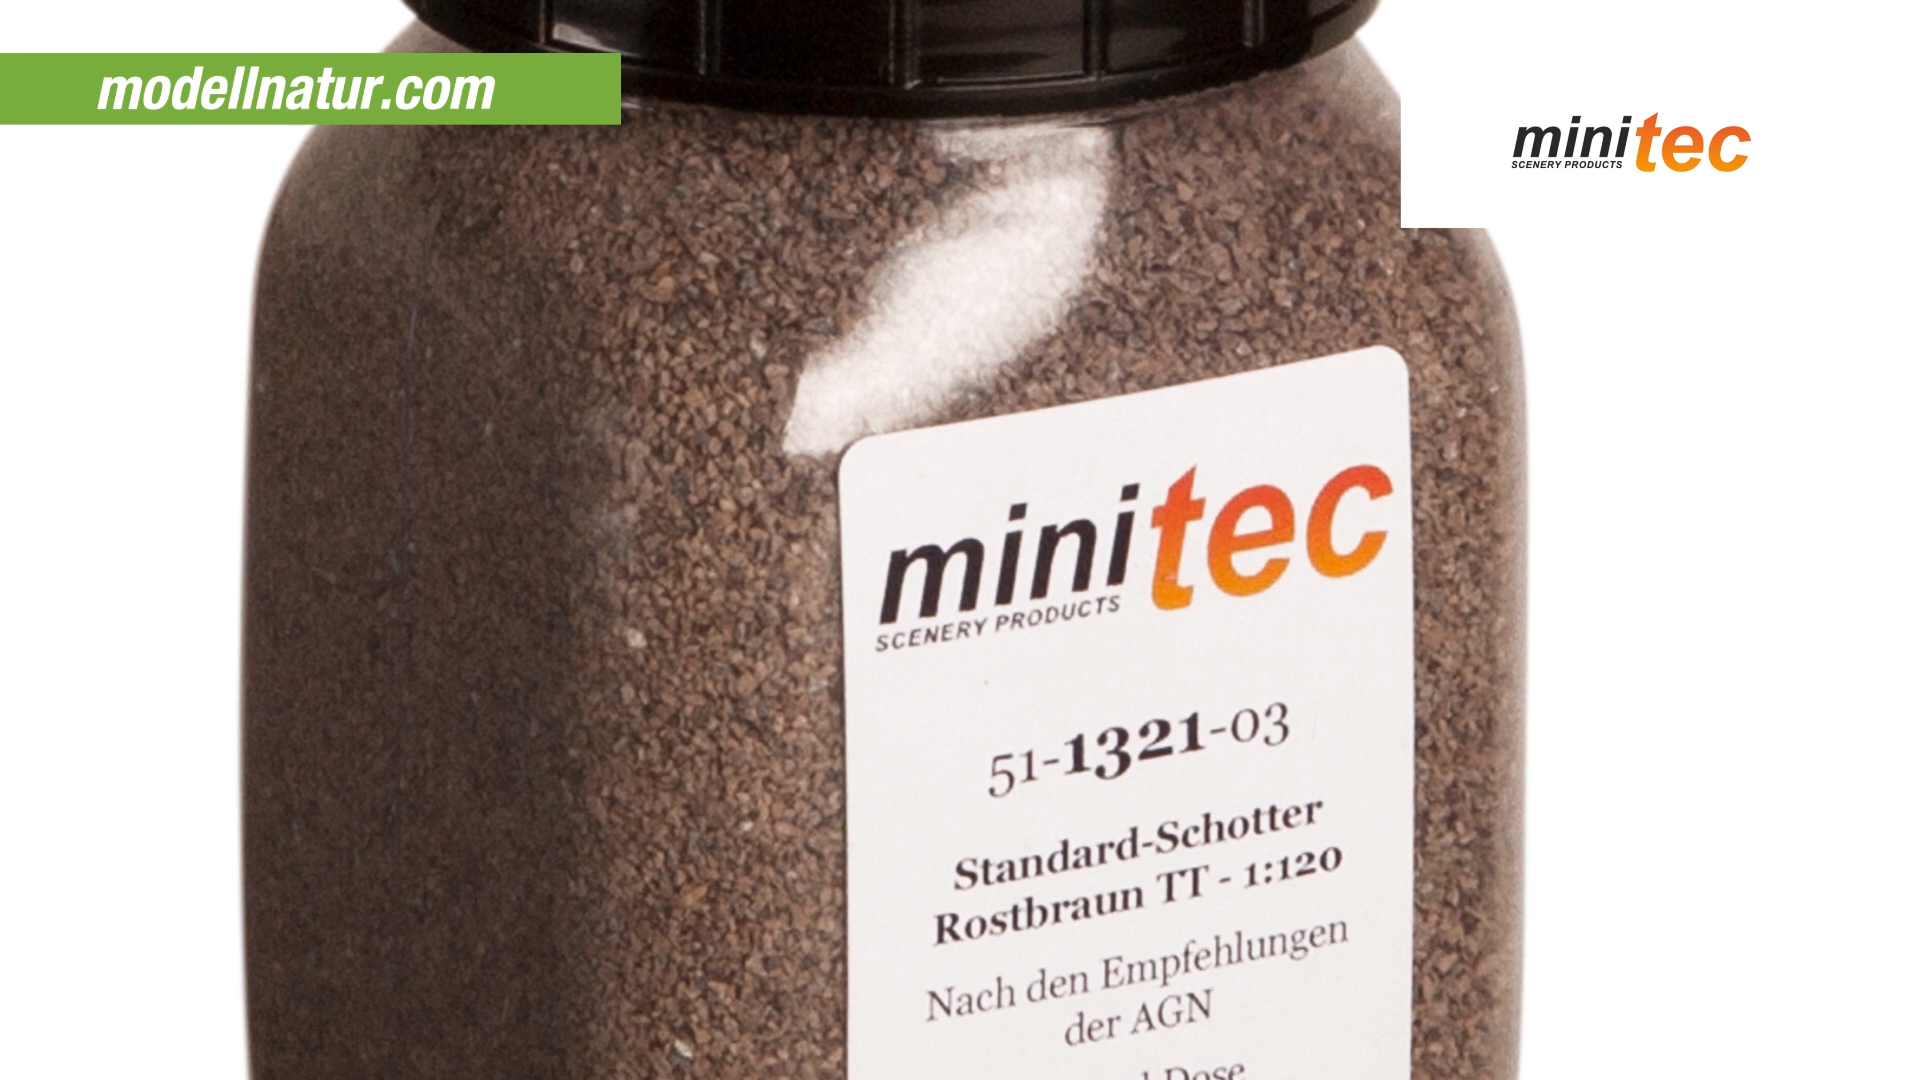 modellnatur.com
minitec
SCENERY PRODUCTS
minitec
SCENERY PRODUCTS
51-1321-03
Standard-Schotter
Rostbraun TT - 1:120
Nach den Empfehlungen
der AGN
Dose